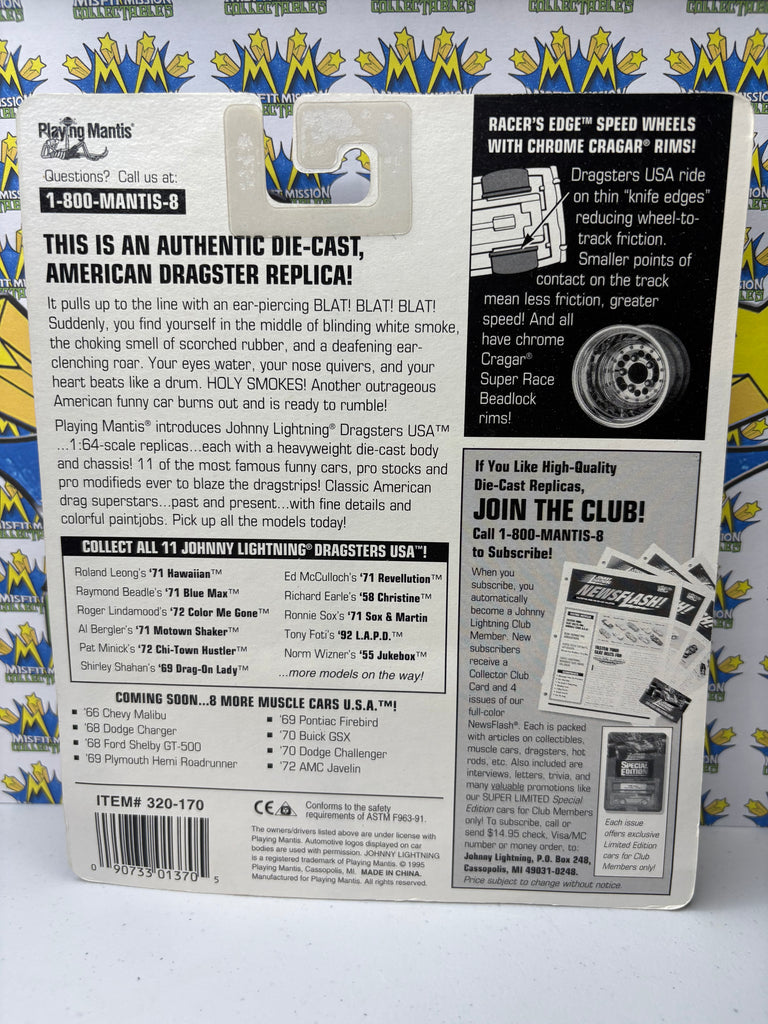 MISFIT MISSION
COLLECTABLES
Playing Mantis®
Questions? Call us at:
1-800-MANTIS-8
THIS IS AN AUTHENTIC DIE-CAST,
AMERICAN DRAGSTER REPLICA!
It pulls up to the line with an ear-piercing BLAT! BLAT! BLAT!
Suddenly, you find yourself in the middle of blinding white smoke,
the choking smell of scorched rubber, and a deafening ear-
clenching roar. Your eyes water, your nose quivers, and your
heart beats like a drum. HOLY SMOKES! Another outrageous
American funny car burns out and is ready to rumble!
Playing Mantis® introduces Johnny Lightning® Dragsters USA™
...1:64-scale replicas...each with a heavyweight die-cast body
and chassis! 11 of the most famous funny cars, pro stocks and
pro modifieds ever to blaze the dragstrips! Classic American
drag superstars...past and present...with fine details and
colorful paintjobs. Pick up all the models today!
COLLECT ALL 11 JOHNNY LIGHTNING® DRAGSTERS USA™!
Roland Leong's '71 Hawaiian™
Raymond Beadle's '71 Blue Max™
Roger Lindamood's '72 Color Me Gone™
Al Bergler's '71 Motown Shaker™
Pat Minick's '72 Chi-Town Hustler™
Shirley Shahan's '69 Drag-On Lady™
Ed McCulloch's '71 Revellution™
Richard Earle's '58 Christine™
Ronnie Sox's '71 Sox & Martin
Tony Foti's '92 L.A.P.D.™
Norm Wizner's '55 Jukebox™
...more models on the way!
COMING SOON...8 MORE MUSCLE CARS U.S.A.™!
▪ '66 Chevy Malibu
▪ '68 Dodge Charger
▪ '68 Ford Shelby GT-500
▪ '69 Plymouth Hemi Roadrunner
▪ '69 Pontiac Firebird
▪ '70 Buick GSX
▪ '70 Dodge Challenger
▪ '72 AMC Javelin
ITEM# 320-170
0 90733 01370 5
CE
Conforms to the safety
requirements of ASTM F963-91.
The owners/drivers listed above are under license with
Playing Mantis. Automotive logos displayed on car
bodies are used with permission. JOHNNY LIGHTNING
is a registered trademark of Playing Mantis. © 1995
Playing Mantis, Cassopolis, MI. MADE IN CHINA.
Manufactured for Playing Mantis. All rights reserved.
RACER'S EDGE™ SPEED WHEELS
WITH CHROME CRAGAR® RIMS!
Dragsters USA ride
on thin "knife edges"
reducing wheel-to-
track friction.
Smaller points of
contact on the track
mean less friction, greater
speed! And all
have chrome
Cragar®
Super Race
Beadlock
rims!
If You Like High-Quality
Die-Cast Replicas,
JOIN THE CLUB!
Call 1-800-MANTIS-8
to Subscribe!
When you
subscribe, you
automatically
become a Johnny
Lightning Club
Member. New
subscribers
receive a
Collector Club
Card and 4
issues of our
full-color
NewsFlash®. Each is packed
with articles on collectibles,
muscle cars, dragsters, hot
rods, etc. Also included are
interviews, letters, trivia, and
many valuable promotions like
our SUPER LIMITED Special
Edition cars for Club Members
only! To subscribe, call or
send $14.95 check, Visa/MC
number or money order, to:
Johnny Lightning, P.O. Box 248,
Cassopolis, MI 49031-0248.
Price subject to change without notice.
NEWSFLASH!
SPECIAL
EDITION
Each issue
offers exclusive
Limited Edition
cars for Club
Members only!